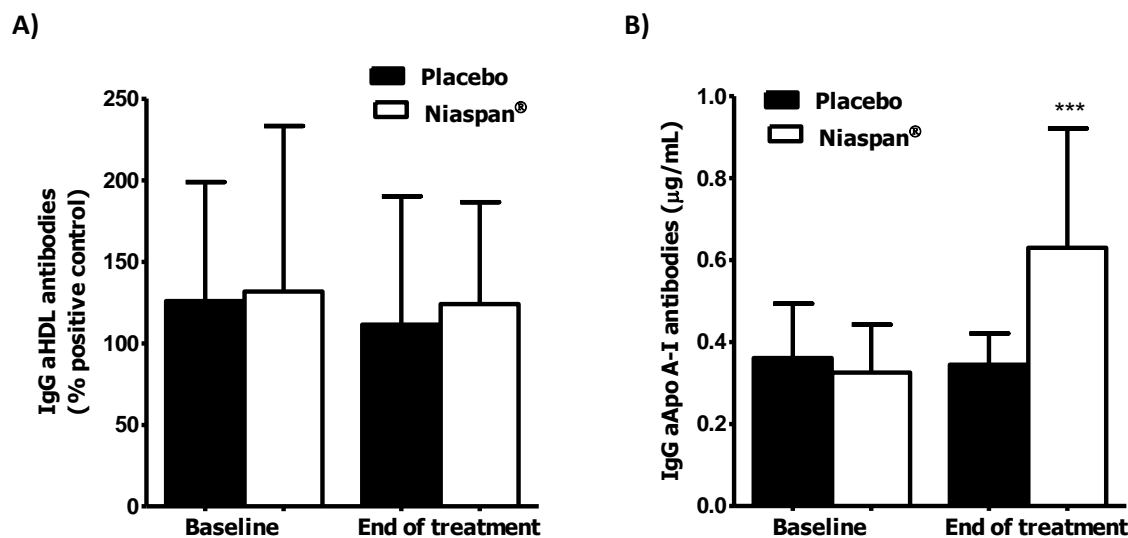 A)
Placebo
Niaspan®
IgG aHDL antibodies
(% positive control)
250
200
150
100
50
0
Baseline
End of treatment
B)
Placebo
Niaspan®
***
IgG aApo A-I antibodies (µg/mL)
1.0
0.8
0.6
0.4
0.2
0.0
Baseline
End of treatment